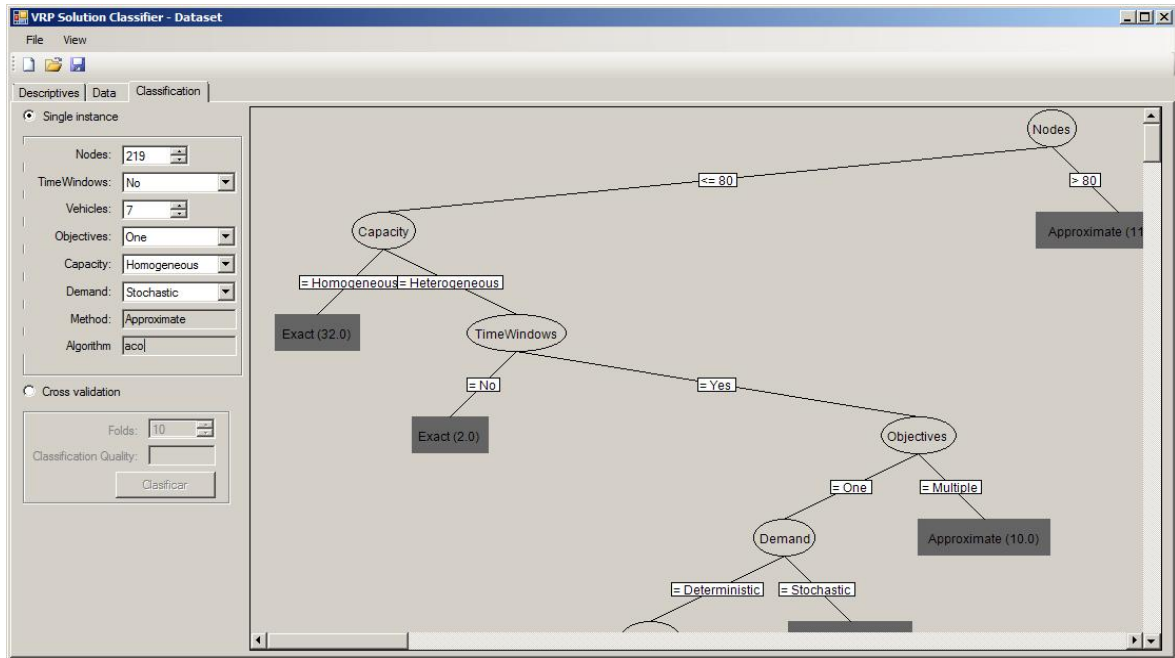 VRP Solution Classifier - Dataset
File View
Descriptives Data Classification
Single instance
Nodes: 219
TimeWindows: No
Vehicles: 7
Objectives: One
Capacity: Homogeneous
Demand: Stochastic
Method: Approximate
Algorithm aco
Cross validation
Folds: 10
Classification Quality:
Clasificar
Nodes
<= 80 > 80
Capacity Approximate (11
= Homogeneous = Heterogeneous
Exact (32.0) TimeWindows
= No = Yes
Exact (2.0) Objectives
= One = Multiple
Demand Approximate (10.0)
= Deterministic = Stochastic